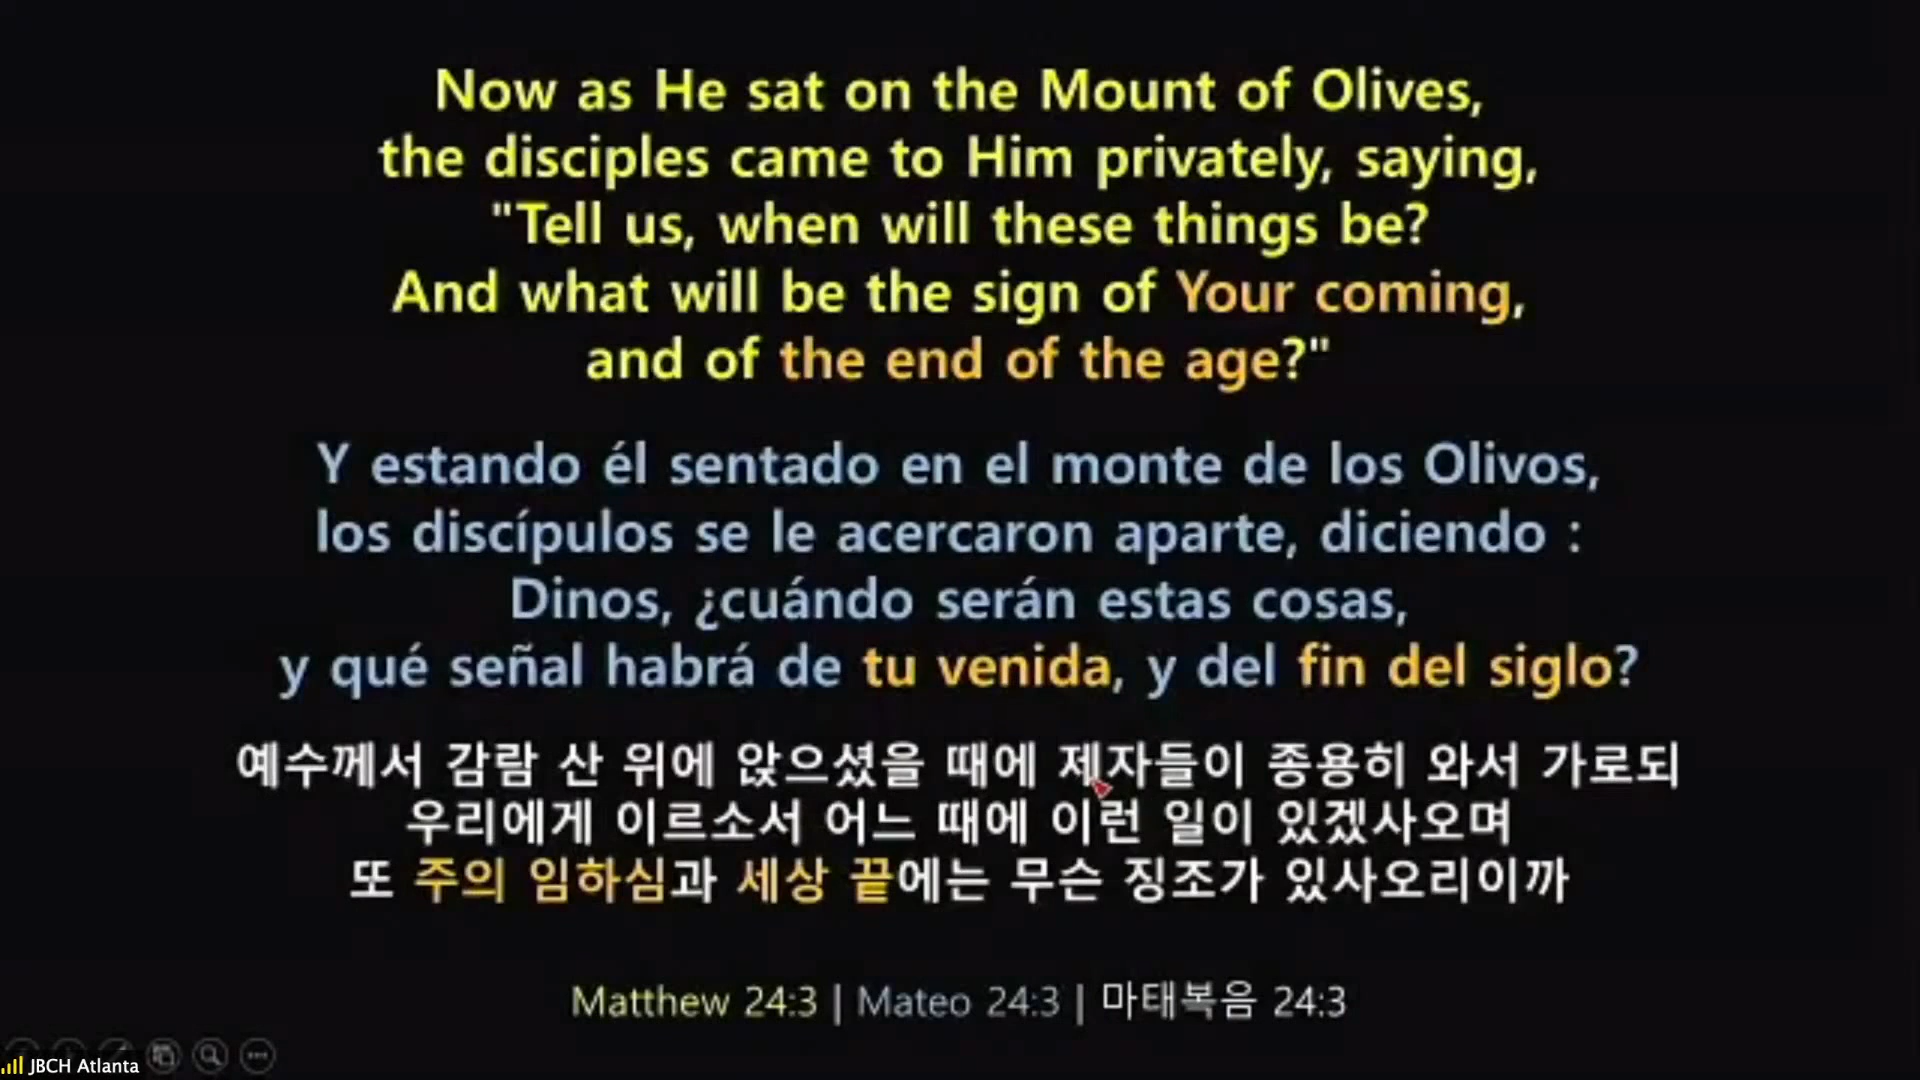 Now as He sat on the Mount of Olives,
the disciples came to Him privately, saying,
"Tell us, when will these things be?
And what will be the sign of Your coming,
and of the end of the age?"
Y estando él sentado en el monte de los Olivos,
los discípulos se le acercaron aparte, diciendo :
Dinos, ¿cuándo serán estas cosas,
y qué señal habrá de tu venida, y del fin del siglo?
예수께서 감람 산 위에 앉으셨을 때에 제자들이 종용히 와서 가로되
우리에게 이르소서 어느 때에 이런 일이 있겠사오며
또 주의 임하심과 세상 끝에는 무슨 징조가 있사오리이까
Matthew 24:3 | Mateo 24:3 | 마태복음 24:3
JBCH Atlanta